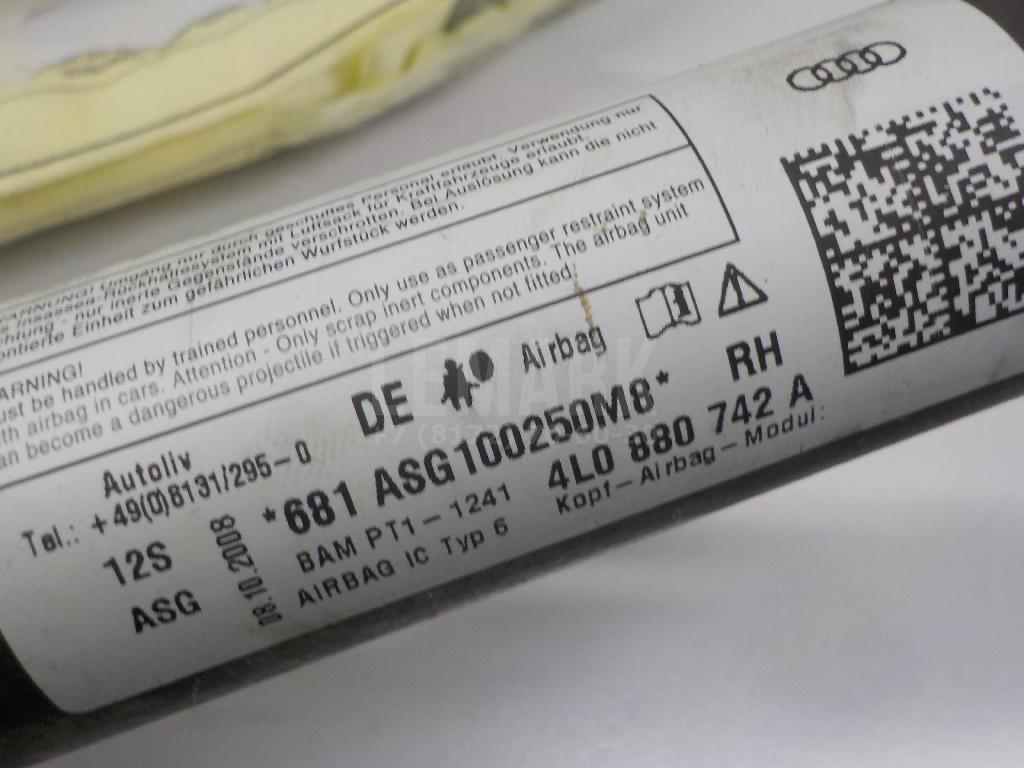 WARNUNG! Umgang nur durch geschultes Personal erlaubt. Verwendung nur
als Insassen-Rückhaltesystem mit Luftsack für Kraftfahrzeuge erlaubt.
Achtung - nur inerte Gegenstände verschrotten. Bei Auslösung kann die nicht
montierte Einheit zum gefährlichen Wurfstück werden.
WARNING!
must be handled by trained personnel. Only use as passenger restraint system
with airbag in cars. Attention - Only scrap inert components. The airbag unit
can become a dangerous projectile if triggered when not fitted.
DE Airbag
Autoliv
Tel.: +49(0)8131/295-0
*681 ASG100250M8* RH
12S
BAM PT1-1241 4L0 880 742 A
ASG
08.10.2008
AIRBAG IC Typ 6 Kopf-Airbag-Modul:
LEMARK